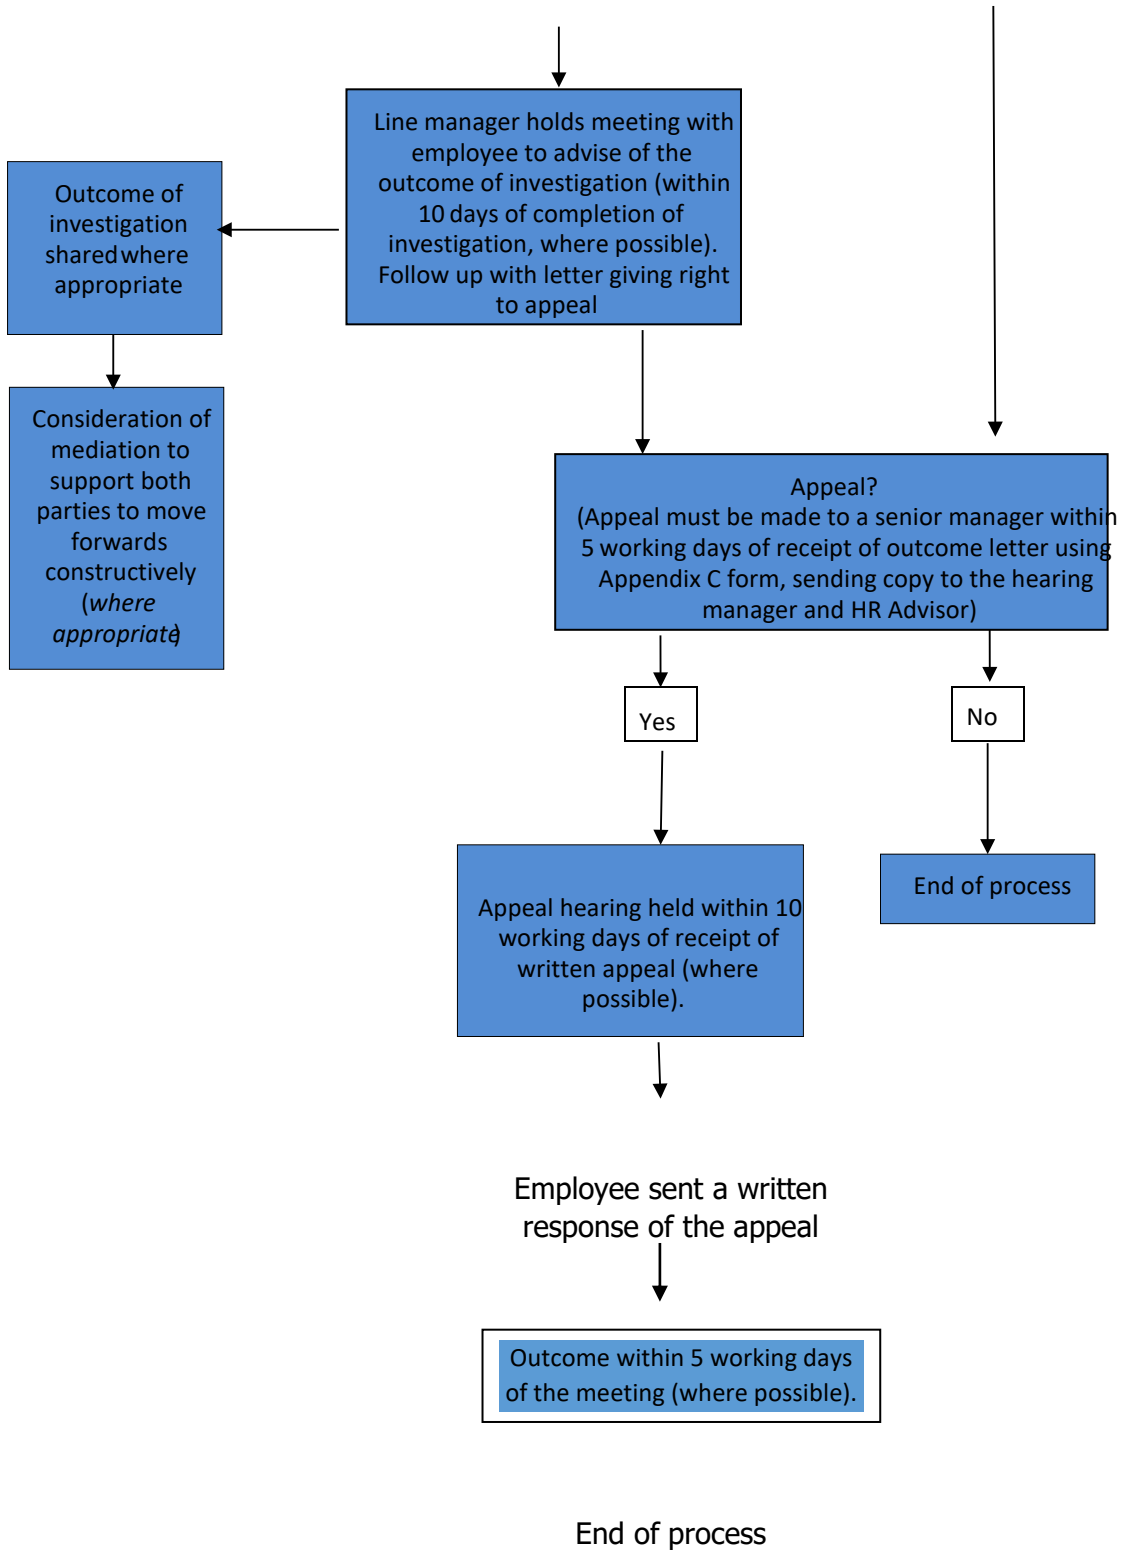 Line manager holds meeting with
employee to advise of the
outcome of investigation (within
10 days of completion of
investigation, where possible).
Follow up with letter giving right
to appeal
Outcome of
investigation
shared where
appropriate
Consideration of
mediation to
support both
parties to move
forwards
constructively
(where
appropriate)
Appeal?
(Appeal must be made to a senior manager within
5 working days of receipt of outcome letter using
Appendix C form, sending copy to the hearing
manager and HR Advisor)
Yes
No
End of process
Appeal hearing held within 10
working days of receipt of
written appeal (where
possible).
Employee sent a written
response of the appeal
Outcome within 5 working days
of the meeting (where possible).
End of process